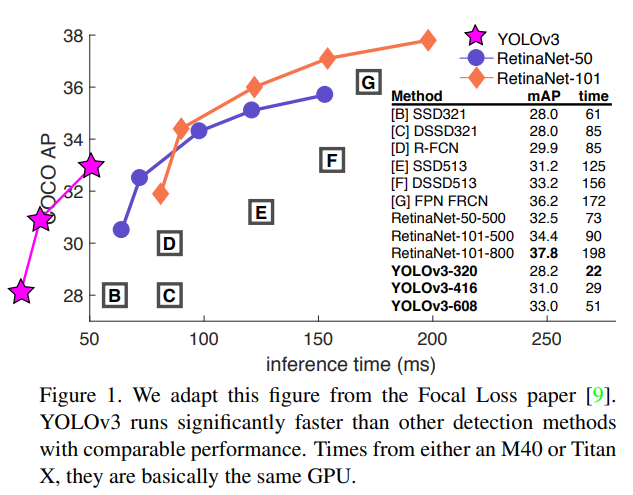 38
36
34
32
30
28
COCO AP
50
100
150
200
250
inference time (ms)
B
C
D
E
F
G
YOLOv3
RetinaNet-50
RetinaNet-101
Method mAP time
[B] SSD321 28.0 61
[C] DSSD321 28.0 85
[D] R-FCN 29.9 85
[E] SSD513 31.2 125
[F] DSSD513 33.2 156
[G] FPN FRCN 36.2 172
RetinaNet-50-500 32.5 73
RetinaNet-101-500 34.4 90
RetinaNet-101-800 37.8 198
YOLOv3-320 28.2 22
YOLOv3-416 31.0 29
YOLOv3-608 33.0 51
Figure 1. We adapt this figure from the Focal Loss paper [9].
YOLOv3 runs significantly faster than other detection methods
with comparable performance. Times from either an M40 or Titan
X, they are basically the same GPU.